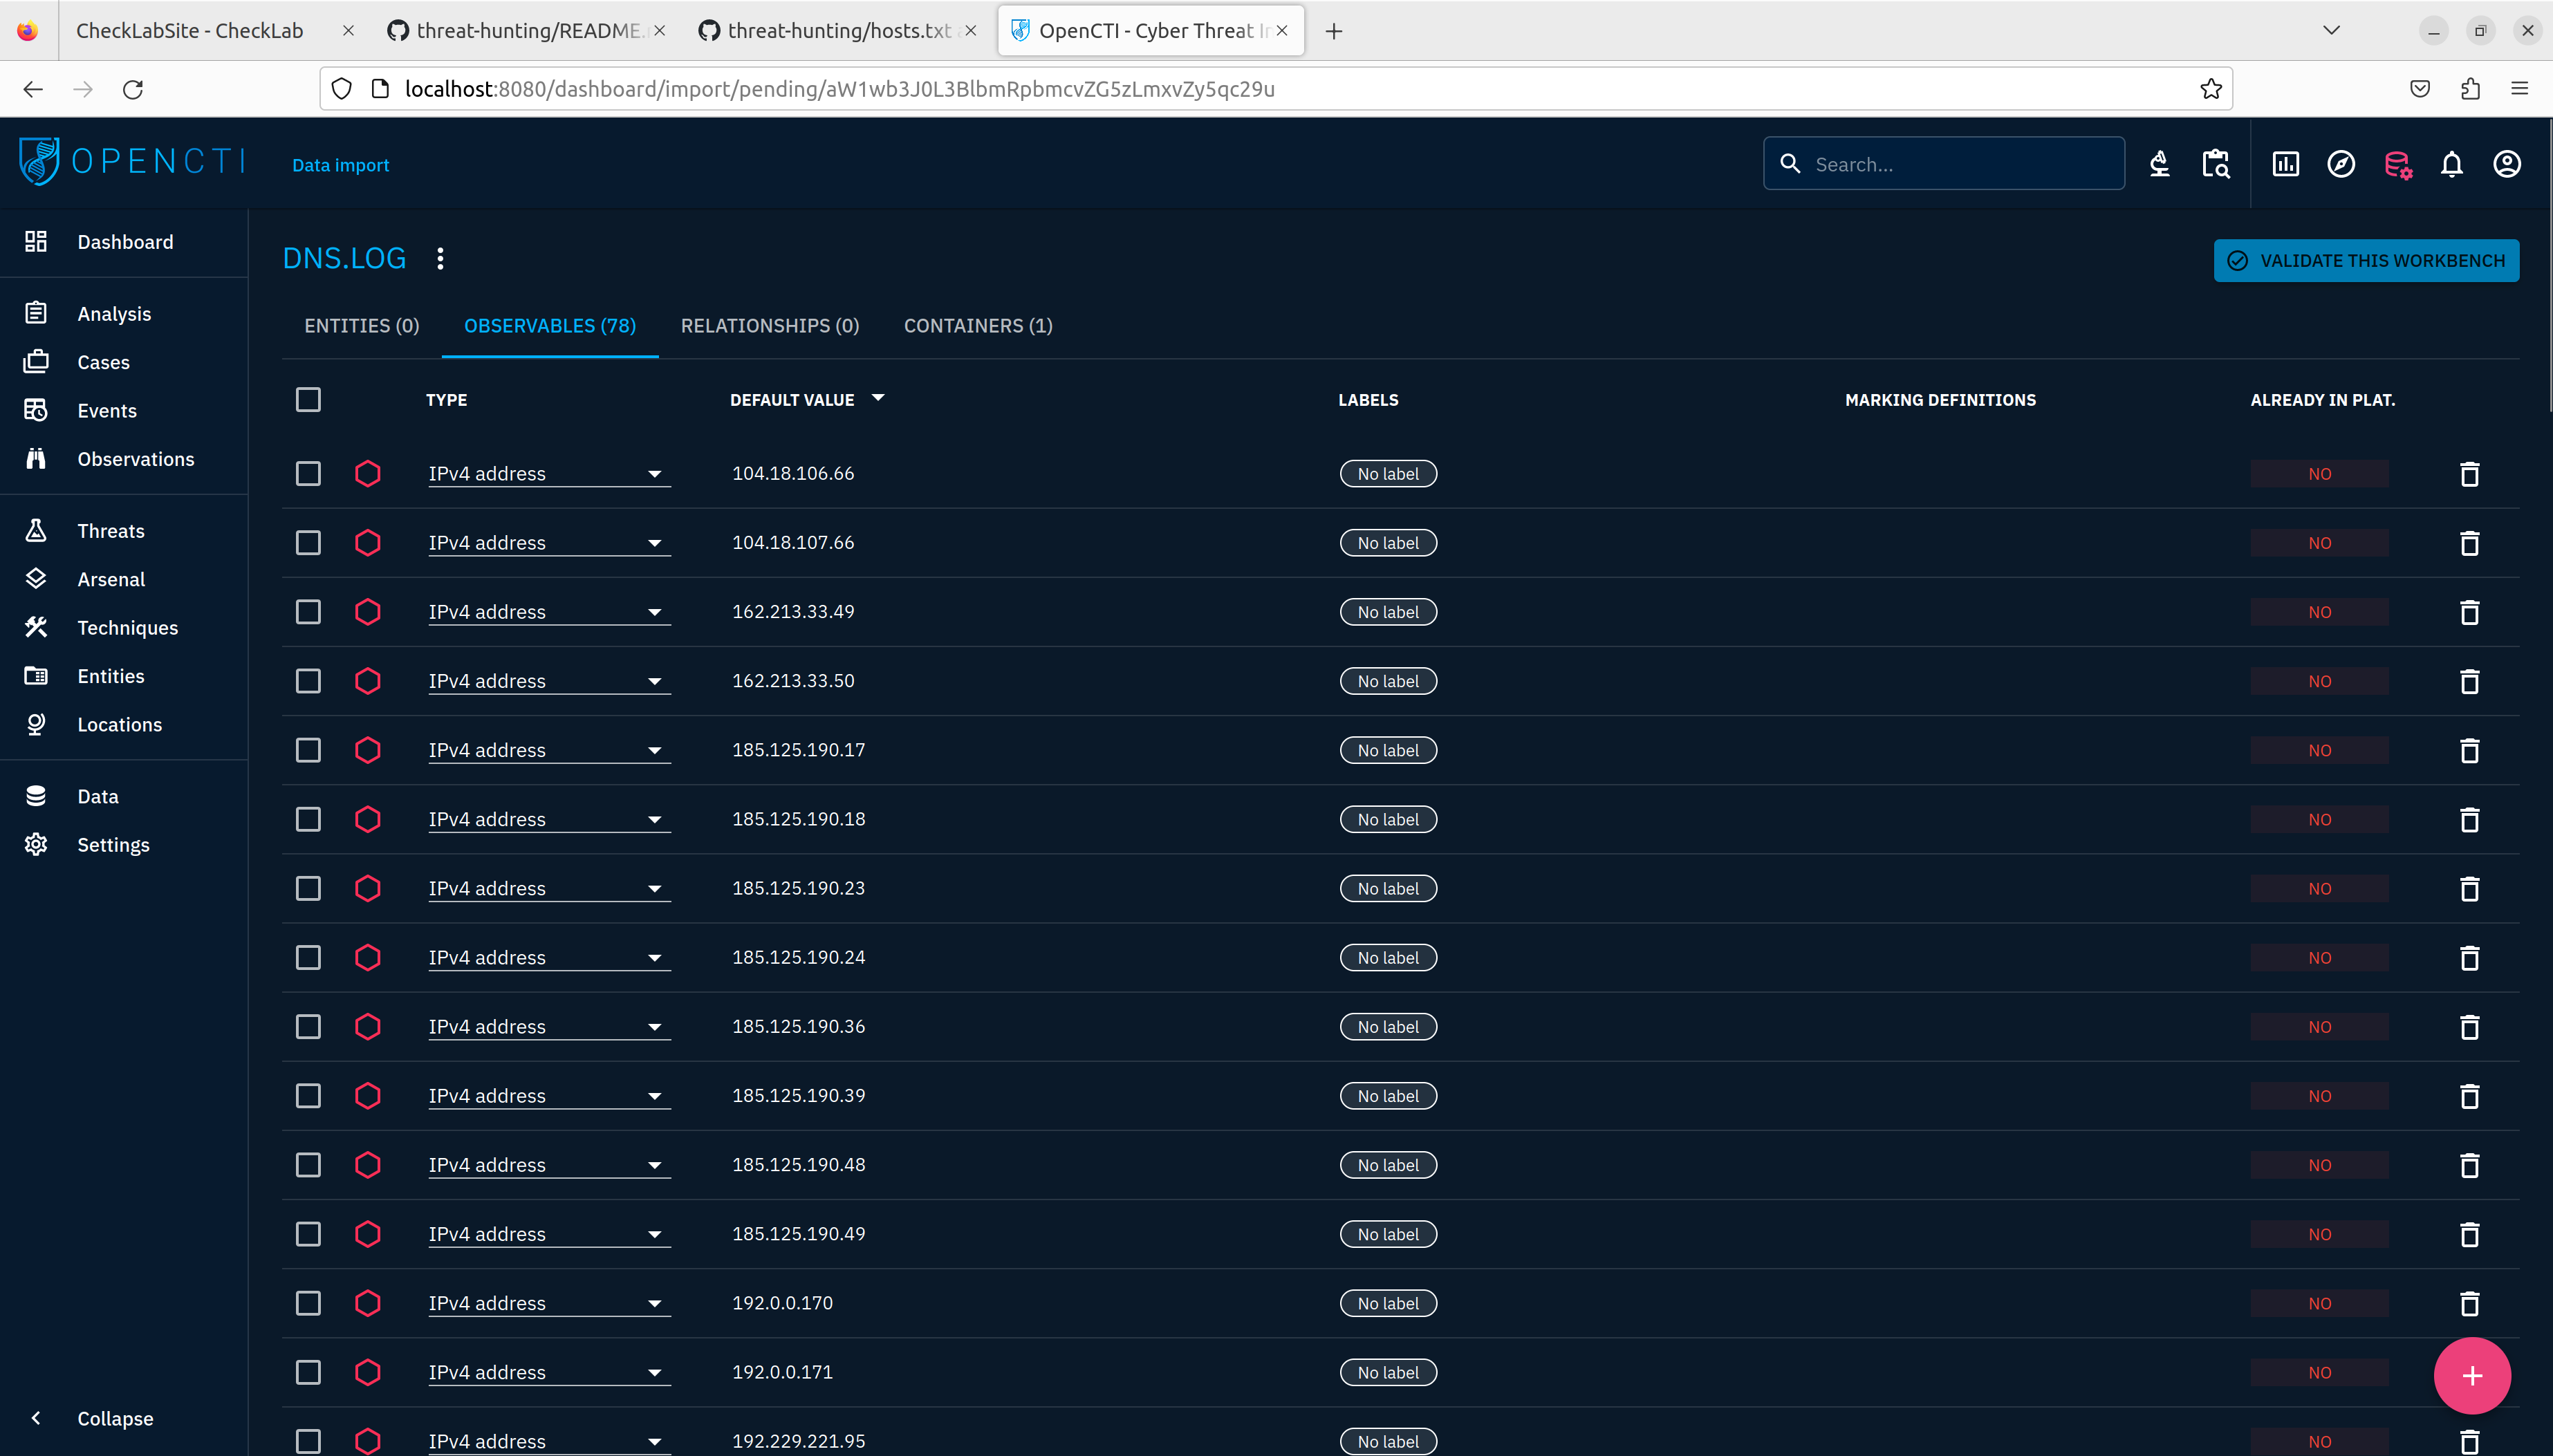 CheckLabSite - CheckLab
threat-hunting/README.
threat-hunting/hosts.txt
OpenCTI - Cyber Threat In
localhost:8080/dashboard/import/pending/aW1wb3J0L3BlbmRpbmcvZG5zLmxvZy5qc29u
OPENCTI
Data import
Search...
Dashboard
Analysis
Cases
Events
Observations
Threats
Arsenal
Techniques
Entities
Locations
Data
Settings
Collapse
DNS.LOG
VALIDATE THIS WORKBENCH
ENTITIES (0) OBSERVABLES (78) RELATIONSHIPS (0) CONTAINERS (1)
TYPE DEFAULT VALUE LABELS MARKING DEFINITIONS ALREADY IN PLAT.
IPv4 address 104.18.106.66 No label NO
IPv4 address 104.18.107.66 No label NO
IPv4 address 162.213.33.49 No label NO
IPv4 address 162.213.33.50 No label NO
IPv4 address 185.125.190.17 No label NO
IPv4 address 185.125.190.18 No label NO
IPv4 address 185.125.190.23 No label NO
IPv4 address 185.125.190.24 No label NO
IPv4 address 185.125.190.36 No label NO
IPv4 address 185.125.190.39 No label NO
IPv4 address 185.125.190.48 No label NO
IPv4 address 185.125.190.49 No label NO
IPv4 address 192.0.0.170 No label NO
IPv4 address 192.0.0.171 No label NO
IPv4 address 192.229.221.95 No label NO